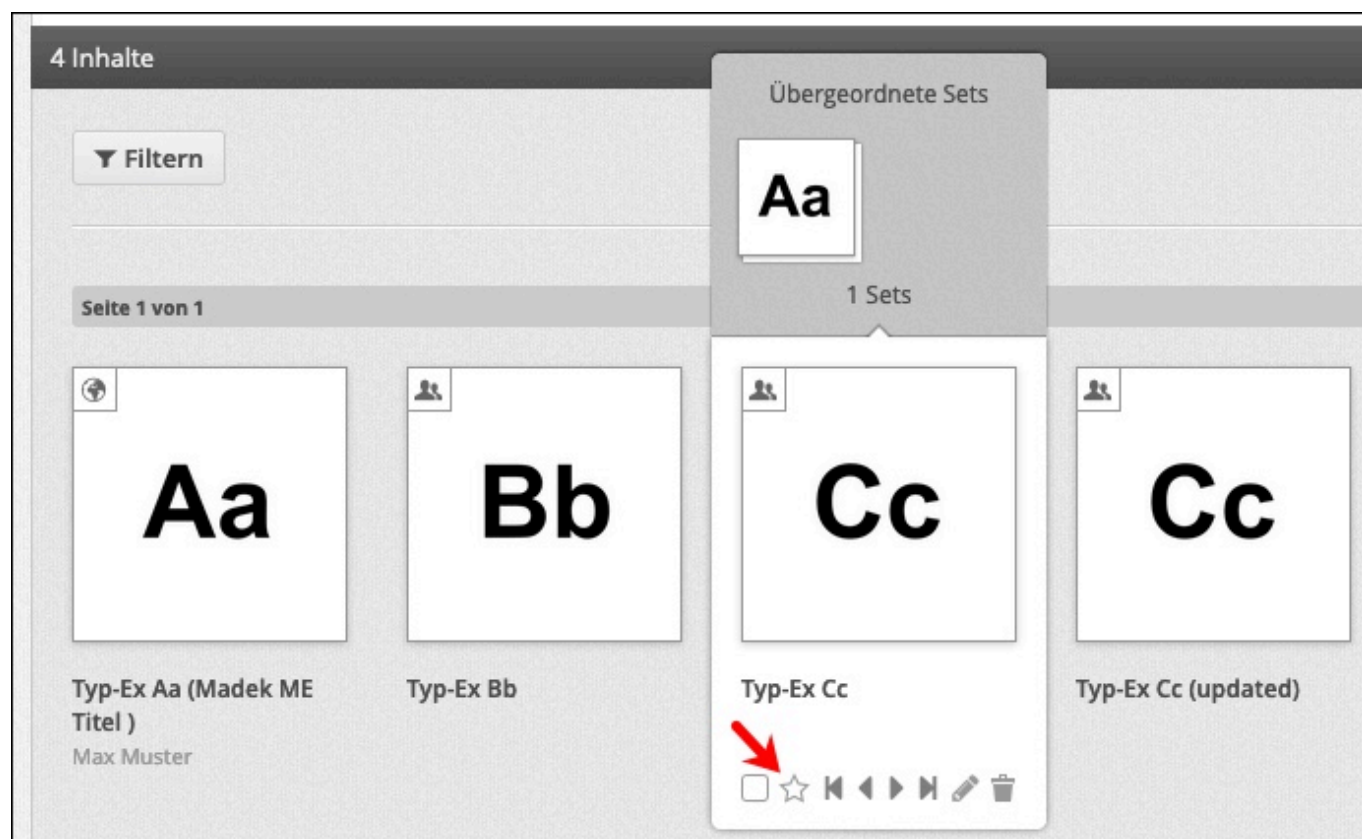 4 Inhalte
Übergeordnete Sets
Filtern
Aa
1 Sets
Seite 1 von 1
Aa
Bb
Cc
Cc
Typ-Ex Aa (Madek ME
Titel )
Max Muster
Typ-Ex Bb
Typ-Ex Cc
Typ-Ex Cc (updated)